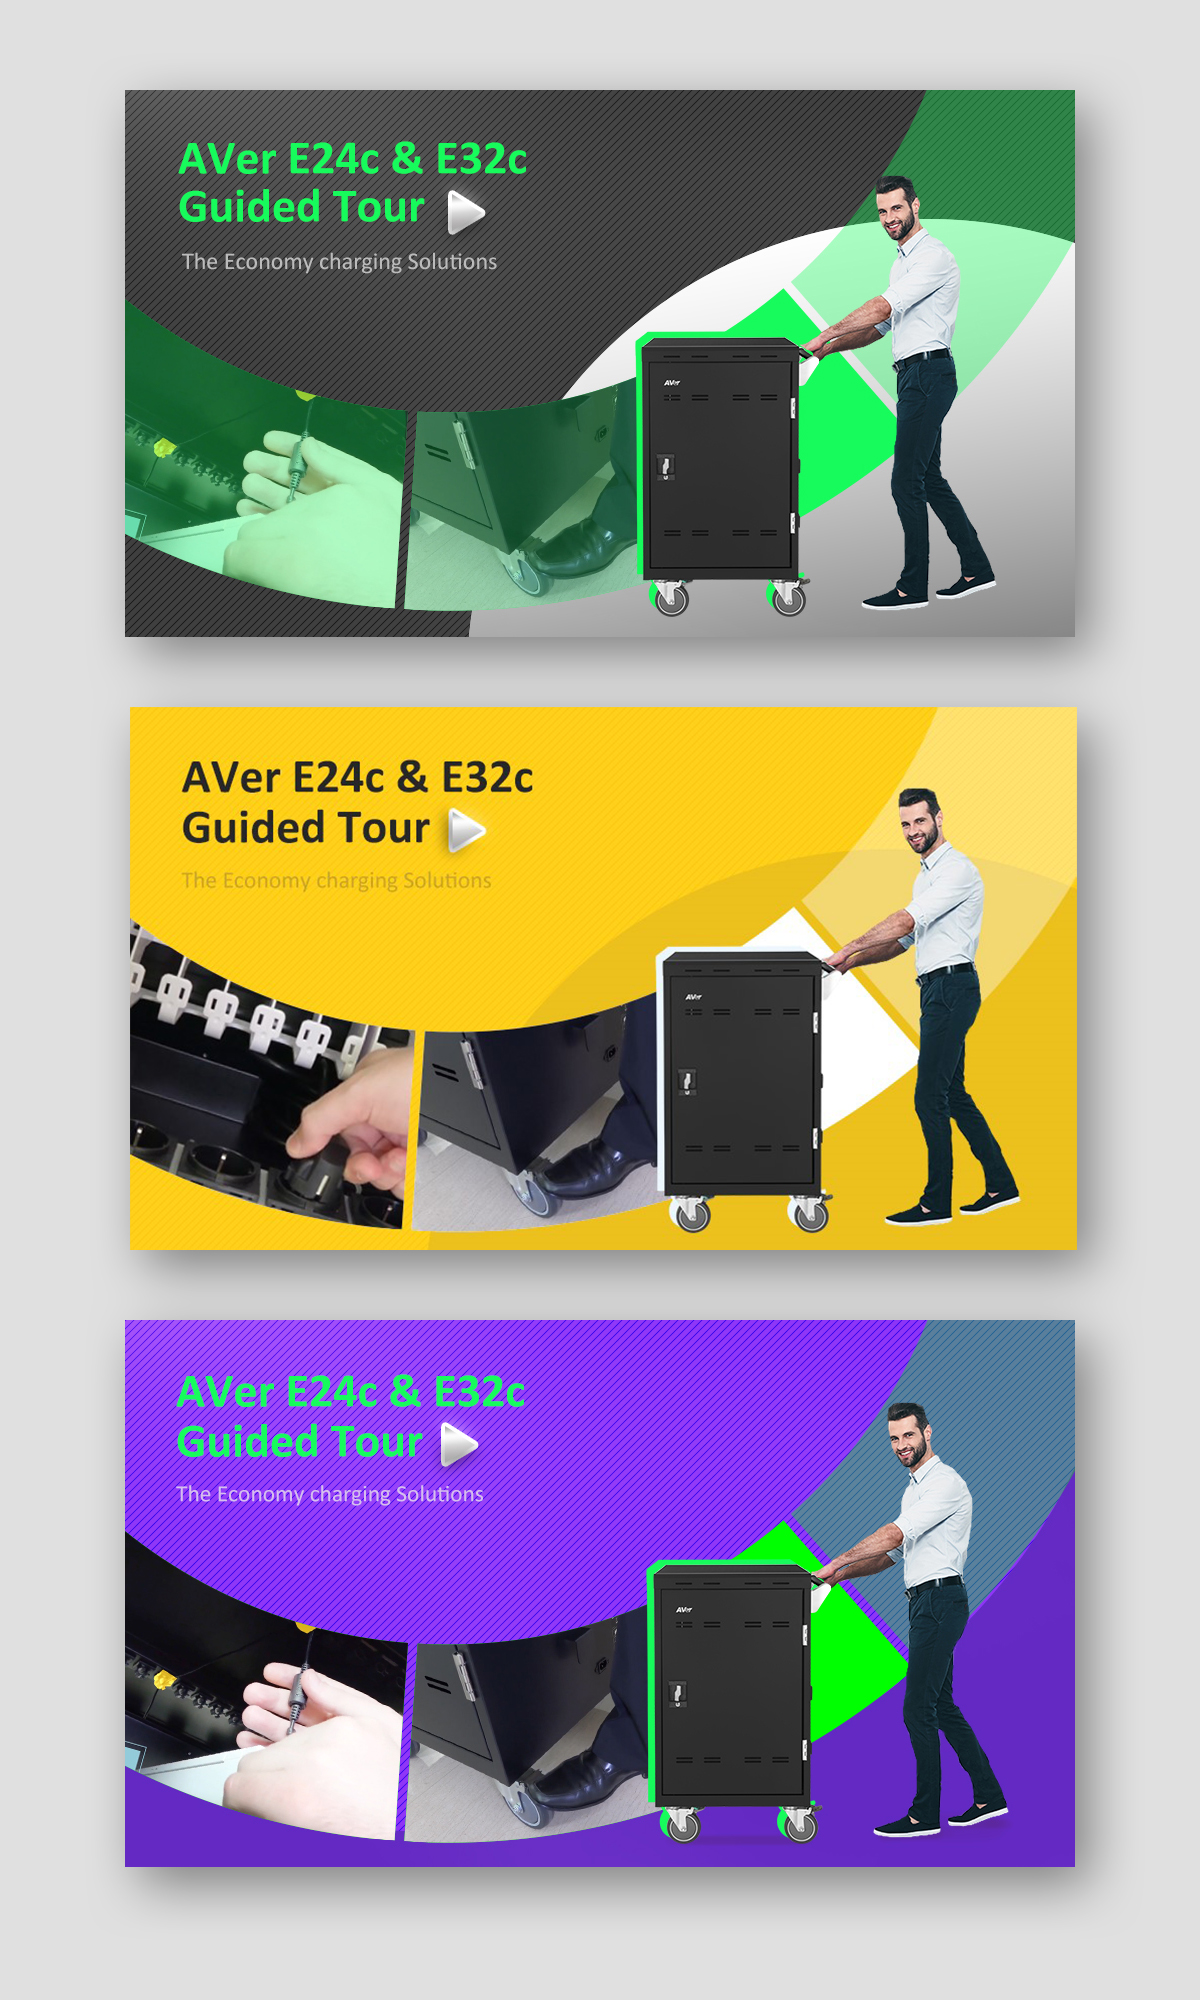 AVer E24c & E32c
Guided Tour
The Economy charging Solutions
AVer
AVer E24c & E32c
Guided Tour
The Economy charging Solutions
AVer
AVer E24c & E32c
Guided Tour
The Economy charging Solutions
AVer